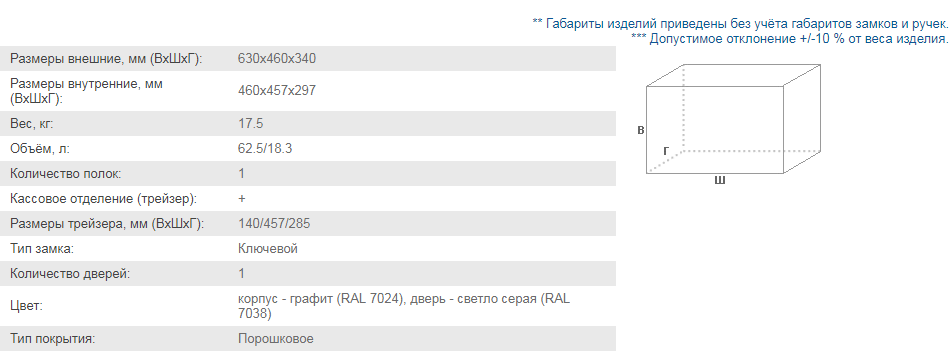 ** Габариты изделий приведены без учёта габаритов замков и ручек.
*** Допустимое отклонение +/-10 % от веса изделия.
Размеры внешние, мм (ВхШхГ): 630x460x340
Размеры внутренние, мм
(ВхШхГ): 460x457x297
Вес, кг: 17.5
Объём, л: 62.5/18.3
Количество полок: 1
Кассовое отделение (трейзер): +
Размеры трейзера, мм (ВхШхГ): 140/457/285
Тип замка: Ключевой
Количество дверей: 1
Цвет: корпус - графит (RAL 7024), дверь - светло серая (RAL
7038)
Тип покрытия: Порошковое
В
Г
Ш